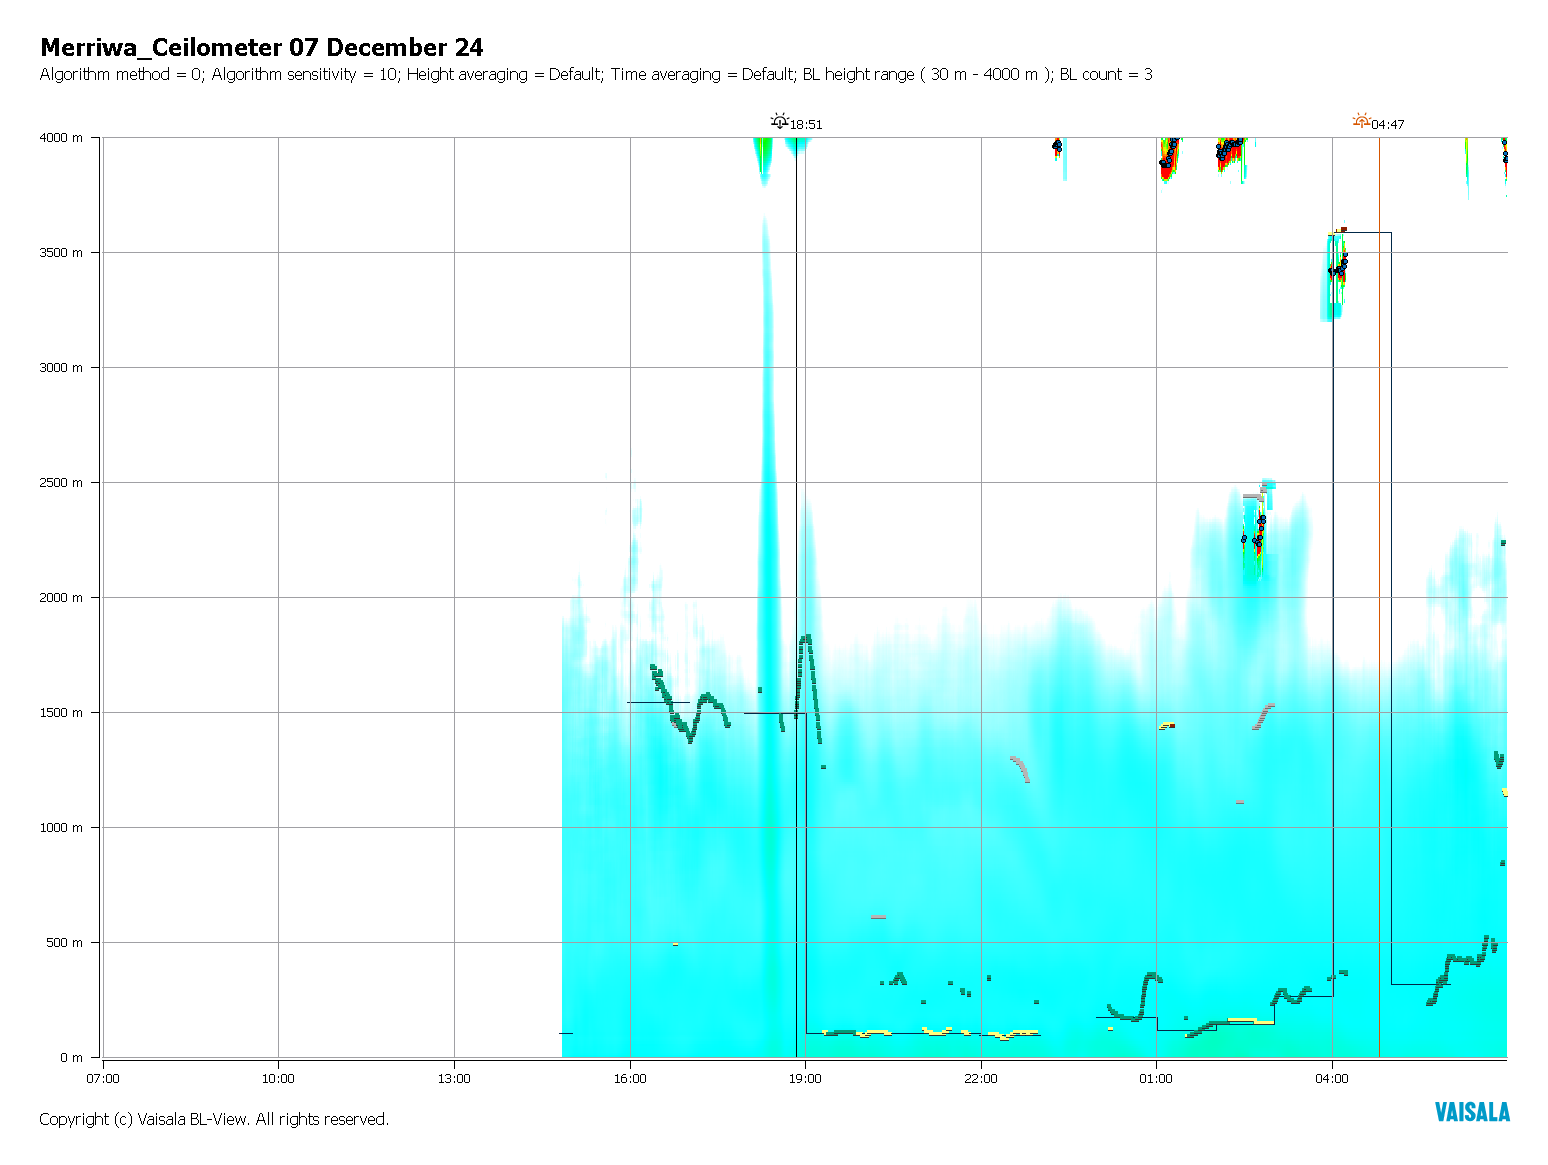 Merriwa_Ceilometer 07 December 24
Algorithm method = 0; Algorithm sensitivity = 10; Height averaging = Default; Time averaging = Default; BL height range ( 30 m - 4000 m ); BL count = 3
18:51
04:47
4000 m
3500 m
3000 m
2500 m
2000 m
1500 m
1000 m
500 m
0 m
07:00 10:00 13:00 16:00 19:00 22:00 01:00 04:00
Copyright (c) Vaisala BL-View. All rights reserved.
VAISALA